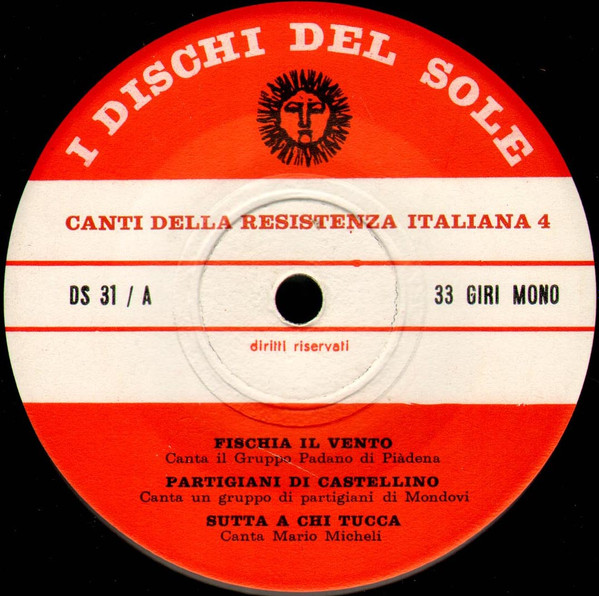 I DISCHI DEL SOLE
CANTI DELLA RESISTENZA ITALIANA 4
DS 31 / A
33 GIRI MONO
diritti riservati
FISCHIA IL VENTO
Canta il Gruppo Padano di Piàdena
PARTIGIANI DI CASTELLINO
Canta un gruppo di partigiani di Mondovi
SUTTA A CHI TUCCA
Canta Mario Micheli